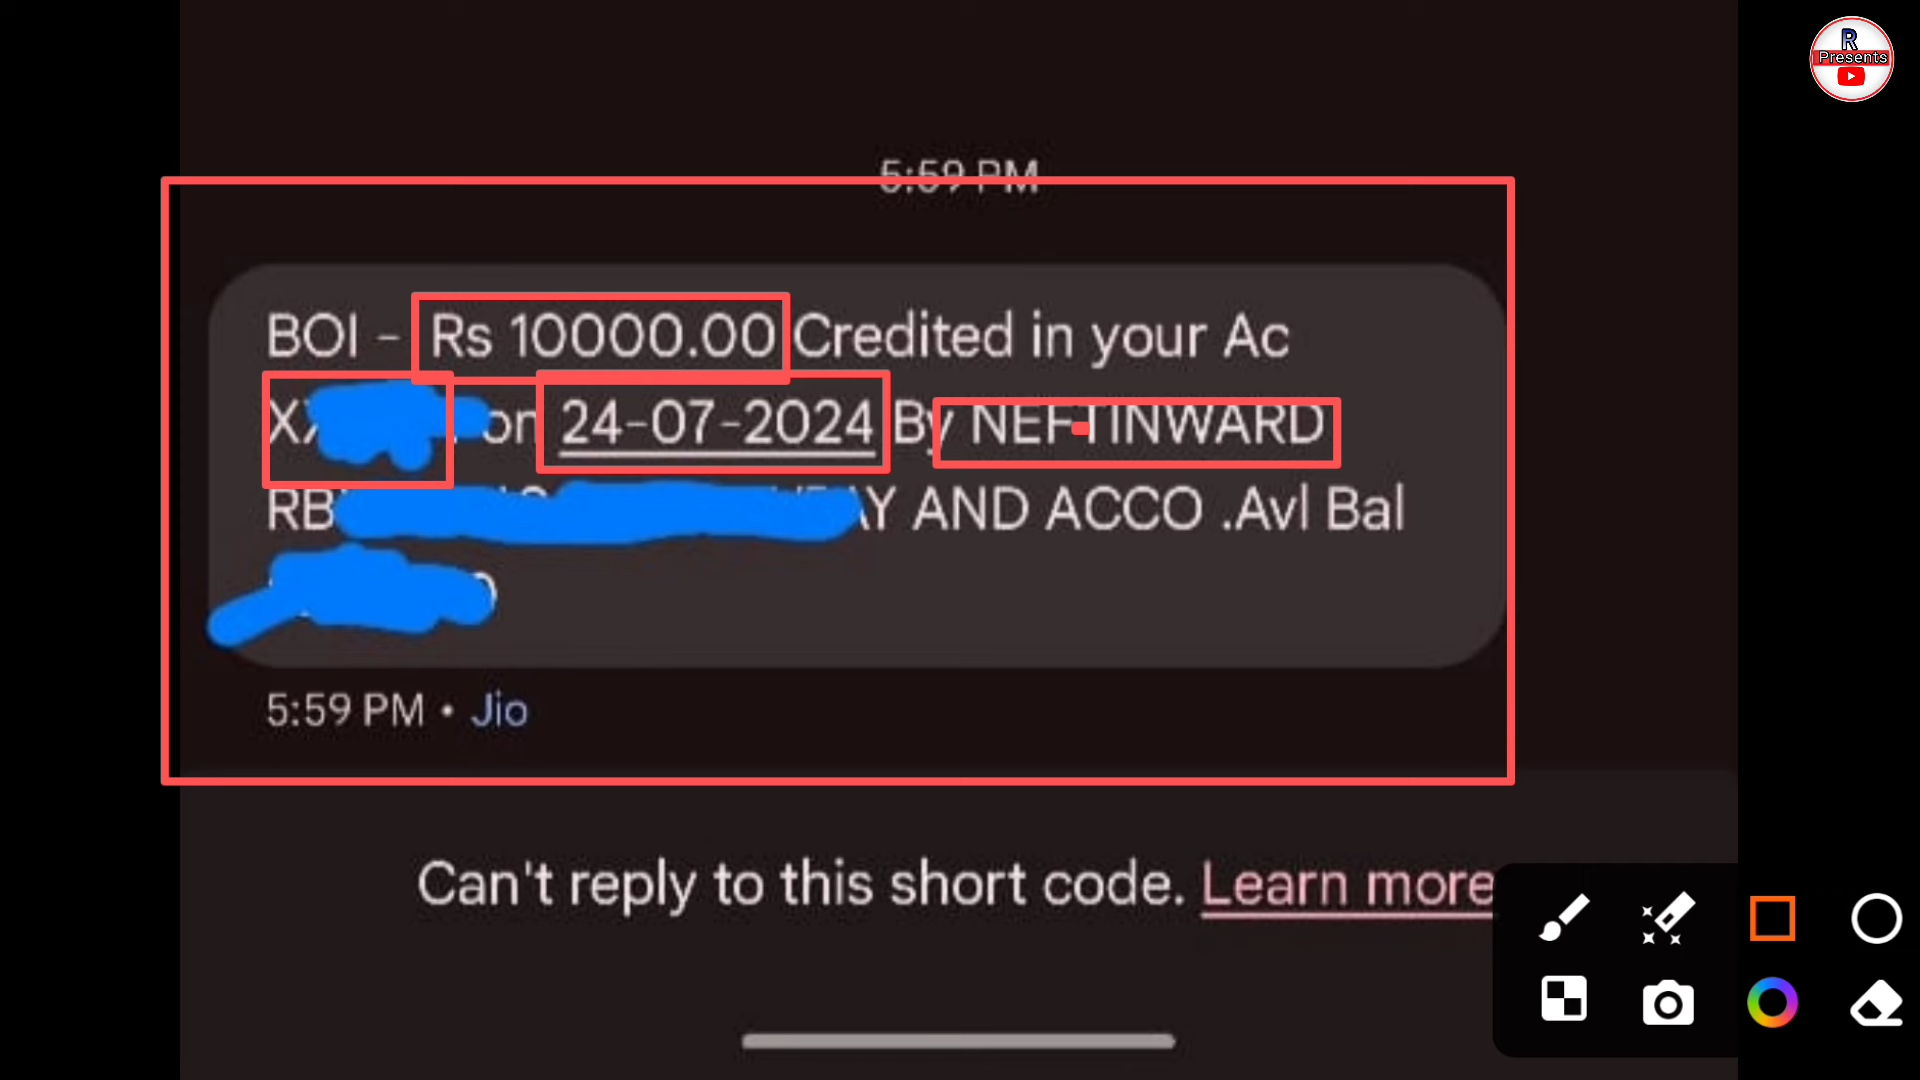 R
Presents
5:59 PM
BOI - Rs 10000.00 Credited in your Ac
on 24-07-2024 By NEFTINWARD
AND ACCO .Avl Bal
5:59 PM • Jio
Can't reply to this short code. Learn more